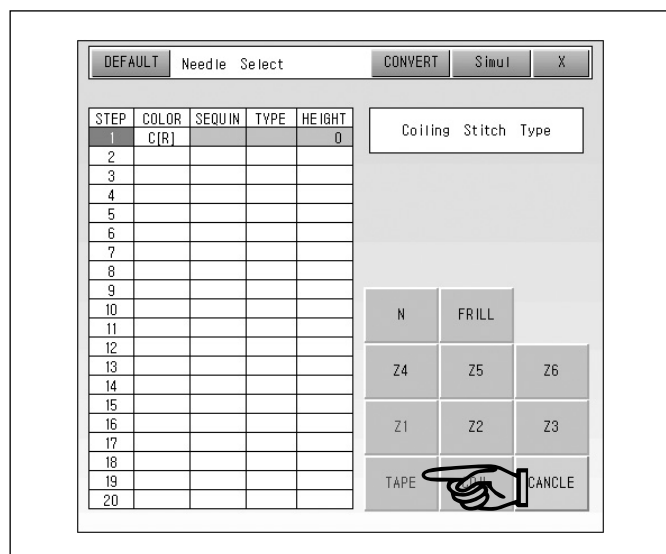 DEFAULT Needle Select CONVERT Simul X
STEP COLOR SEQUIN TYPE HEIGHT
Coiling Stitch Type
1 C[R] 0
2
3
4
5
6
7
8
9
10
11
12
13
14
15
16
17
18
19
20
N FRILL
Z4 Z5 Z6
Z1 Z2 Z3
TAPE CANCLE